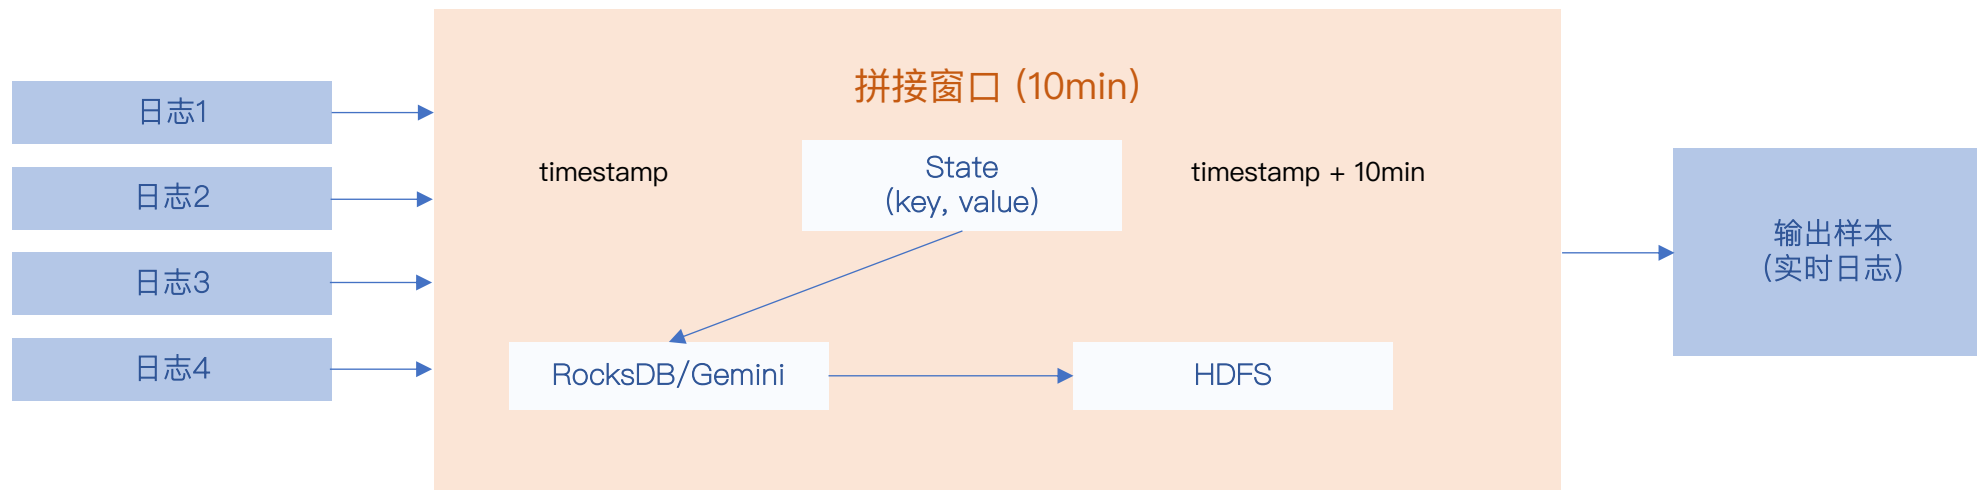 日志1
日志2
日志3
日志4
拼接窗口 (10min)
timestamp
State
(key, value)
timestamp + 10min
RocksDB/Gemini
HDFS
输出样本
(实时日志)